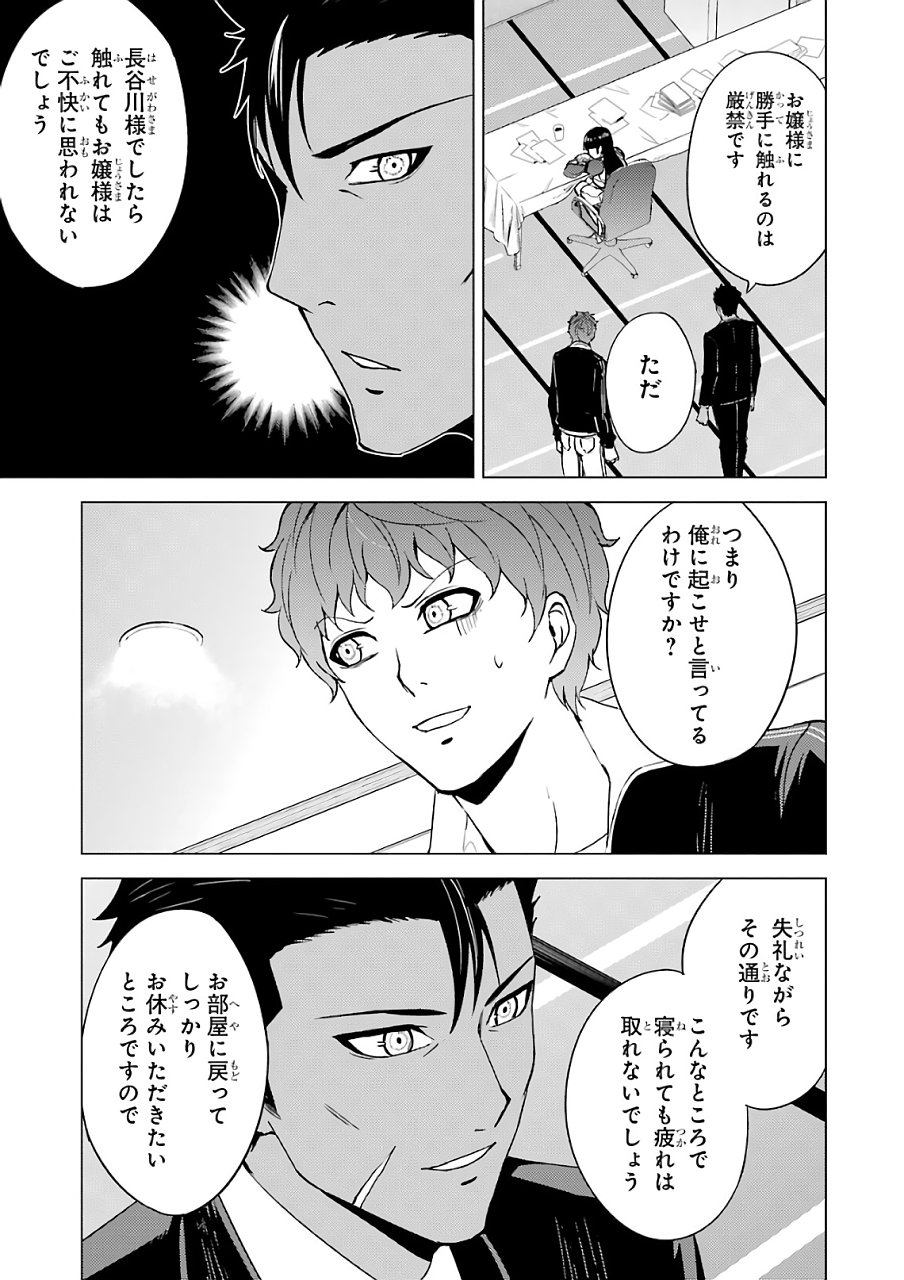 お嬢様に
勝手に触れるのは
厳禁です
ただ
長谷川様でしたら
触れてもお嬢様は
ご不快に思われない
でしょう
つまり
俺に起こせと言ってる
わけですか？
失礼ながら
その通りです
こんなところで
寝られても疲れは
取れないでしょう
お部屋に戻って
しっかり
お休みいただきたい
ところですので